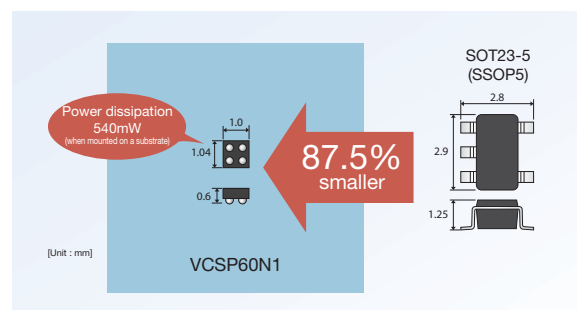 Power dissipation
540mW
(when mounted on a substrate)
1.0
1.04
0.6
[Unit : mm]
VCSP60N1
87.5%
smaller
SOT23-5
(SSOP5)
2.8
2.9
1.25